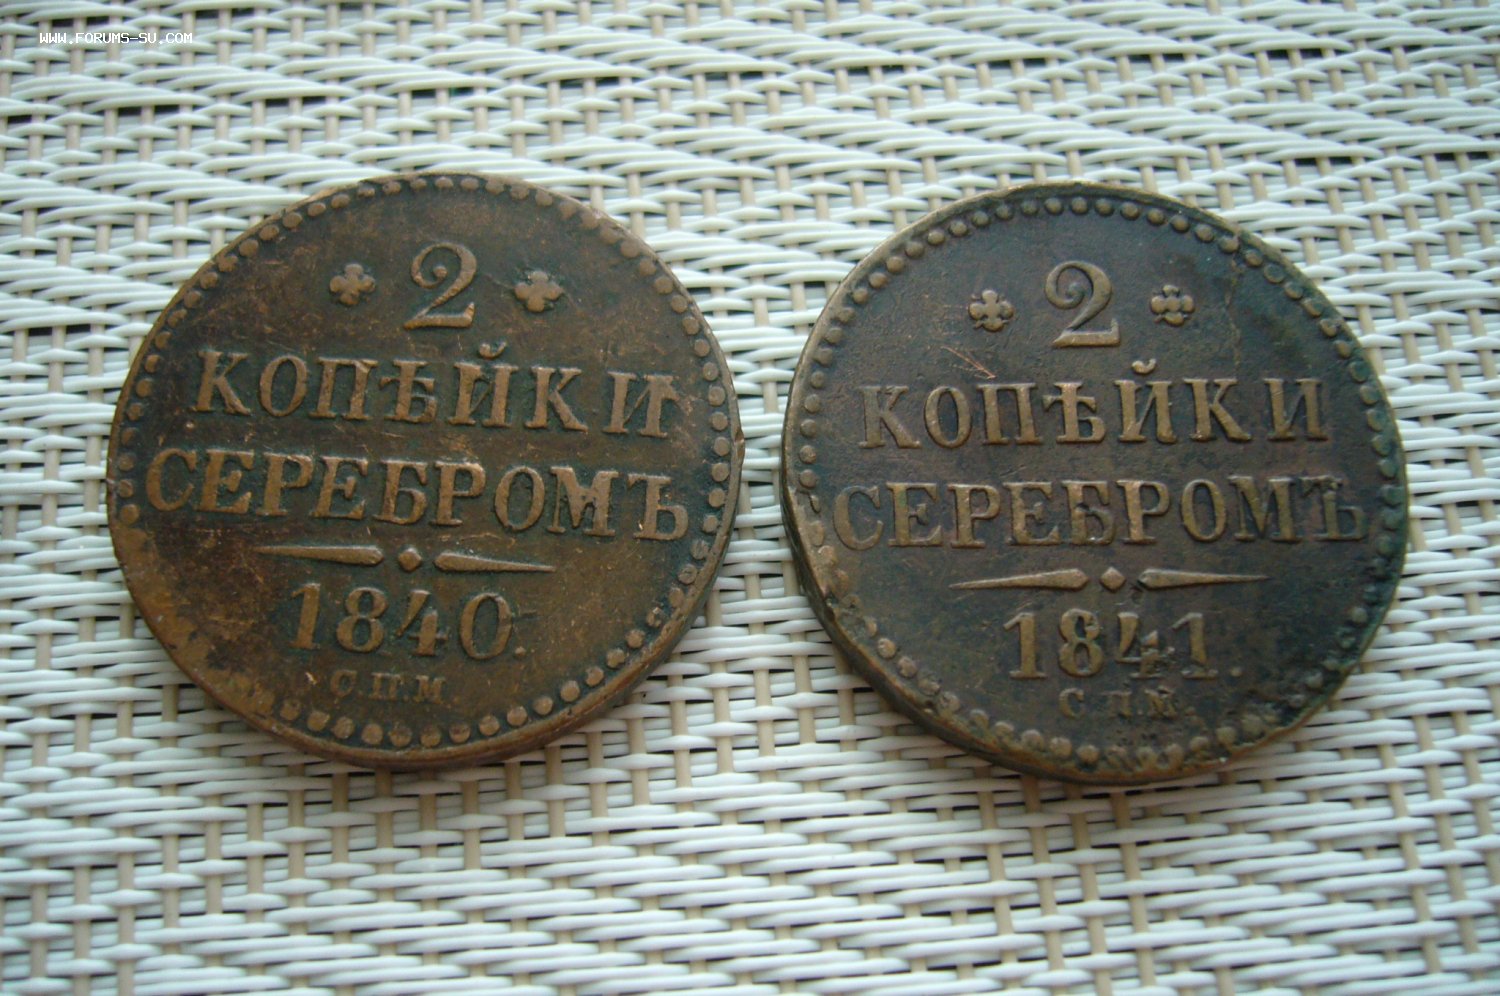 WWW.FORUMS-SU.COM
2
КОПѢЙКИ
СЕРЕБРОМЪ
1840.
С.П.М.
2
КОПѢЙКИ
СЕРЕБРОМЪ
1841.
С.П.М.